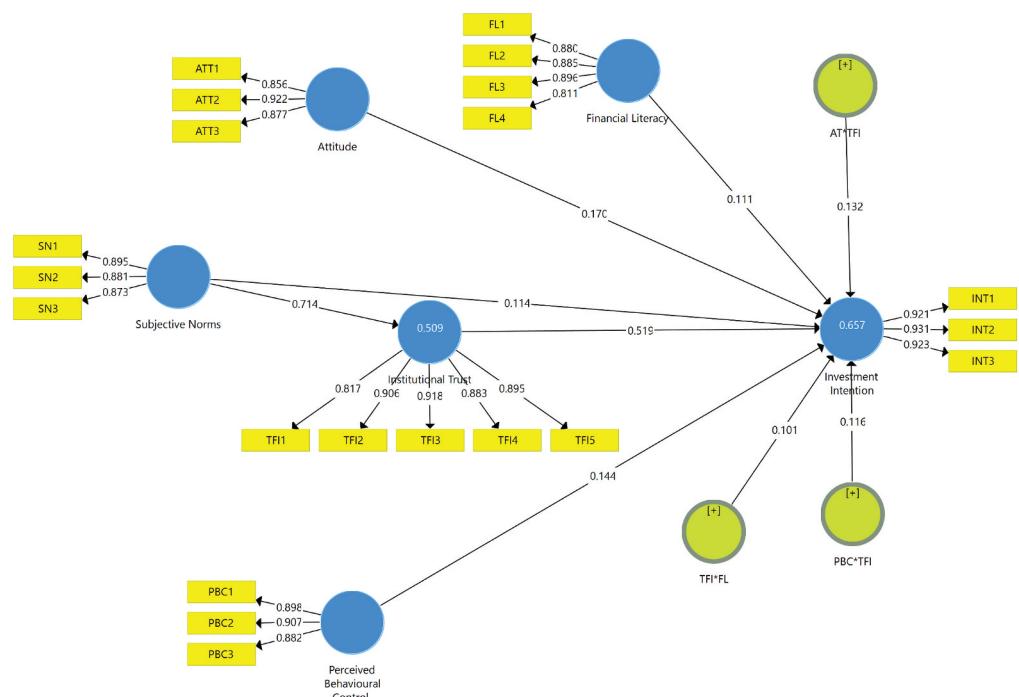 FL1
FL2
FL3
FL4
0.880
0.885
0.896
0.811
Financial Literacy
ATT1
ATT2
ATT3
0.856
0.922
0.877
Attitude
[+]
AT*TFI
0.170
0.111
0.132
SN1
SN2
SN3
0.895
0.881
0.873
Subjective Norms
0.714
0.114
0.509
0.519
Institutional Trust
0.657
Investment
Intention
0.921
0.931
0.923
INT1
INT2
INT3
0.817
0.906
0.918
0.883
0.895
TFI1
TFI2
TFI3
TFI4
TFI5
0.144
0.101
0.116
[+]
TFI*FL
[+]
PBC*TFI
PBC1
PBC2
PBC3
0.898
0.907
0.882
Perceived
Behavioural
Control